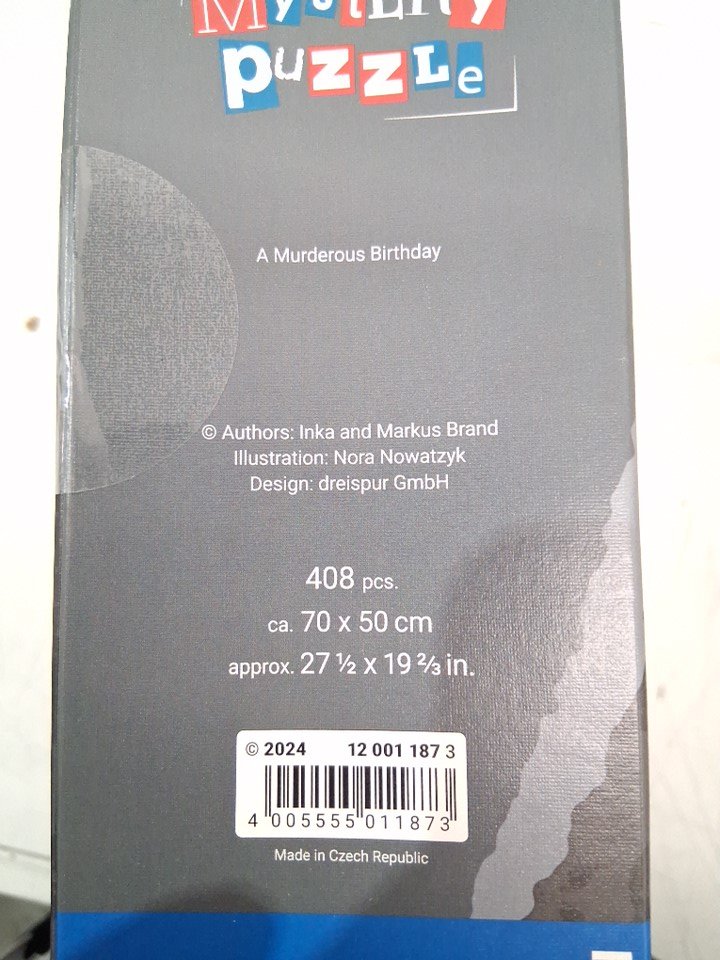 MystERy
puzzLe
A Murderous Birthday
© Authors: Inka and Markus Brand
Illustration: Nora Nowatzyk
Design: dreispur GmbH
408 pcs.
ca. 70 x 50 cm
approx. 27 ½ x 19 ⅔ in.
© 2024 12 001 187 3
4 005555 011873
Made in Czech Republic